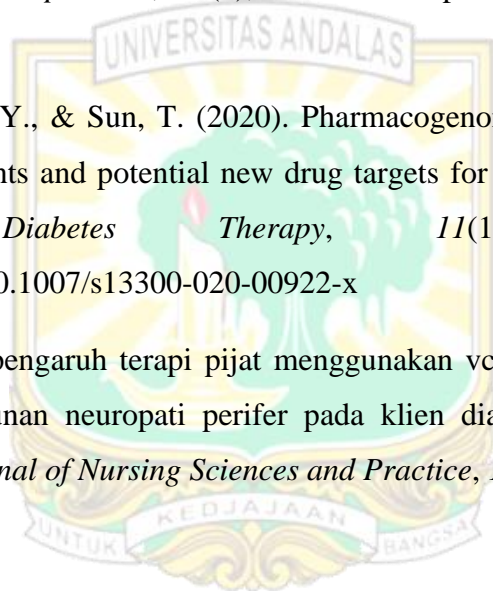 UNIVERSITAS ANDALAS
Y., & Sun, T. (2020). Pharmacogenor
nts and potential new drug targets for
Diabetes Therapy, 11(1
0.1007/s13300-020-00922-x
pengaruh terapi pijat menggunakan vc
unan neuropati perifer pada klien dia
nal of Nursing Sciences and Practice,
UNTUK KEDJAJAAN BANGSA